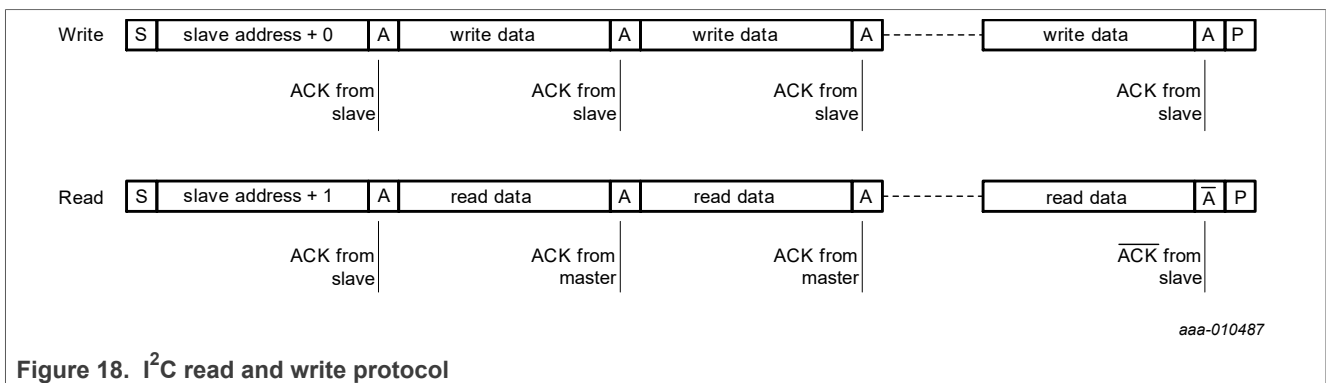 Write S slave address + 0 A write data A write data A write data A P
ACK from ACK from ACK from ACK from
slave slave slave slave
Read S slave address + 1 A read data A read data A read data A̅ P
ACK from ACK from ACK from A̅C̅K̅ from
slave master master slave
aaa-010487
Figure 18. I²C read and write protocol